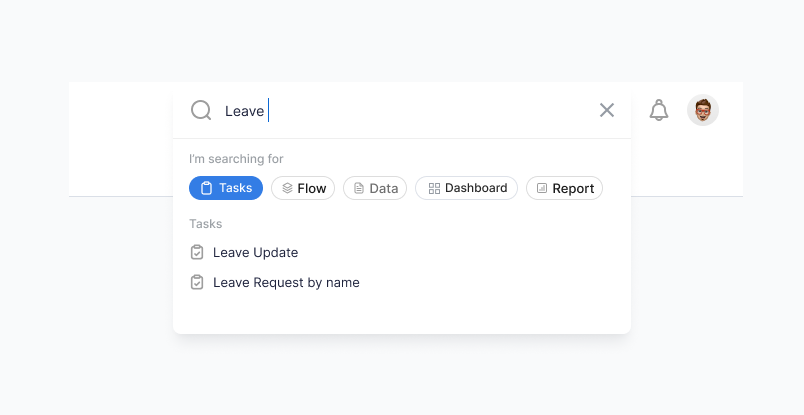 Leave
I'm searching for
Tasks Flow Data Dashboard Report
Tasks
Leave Update
Leave Request by name